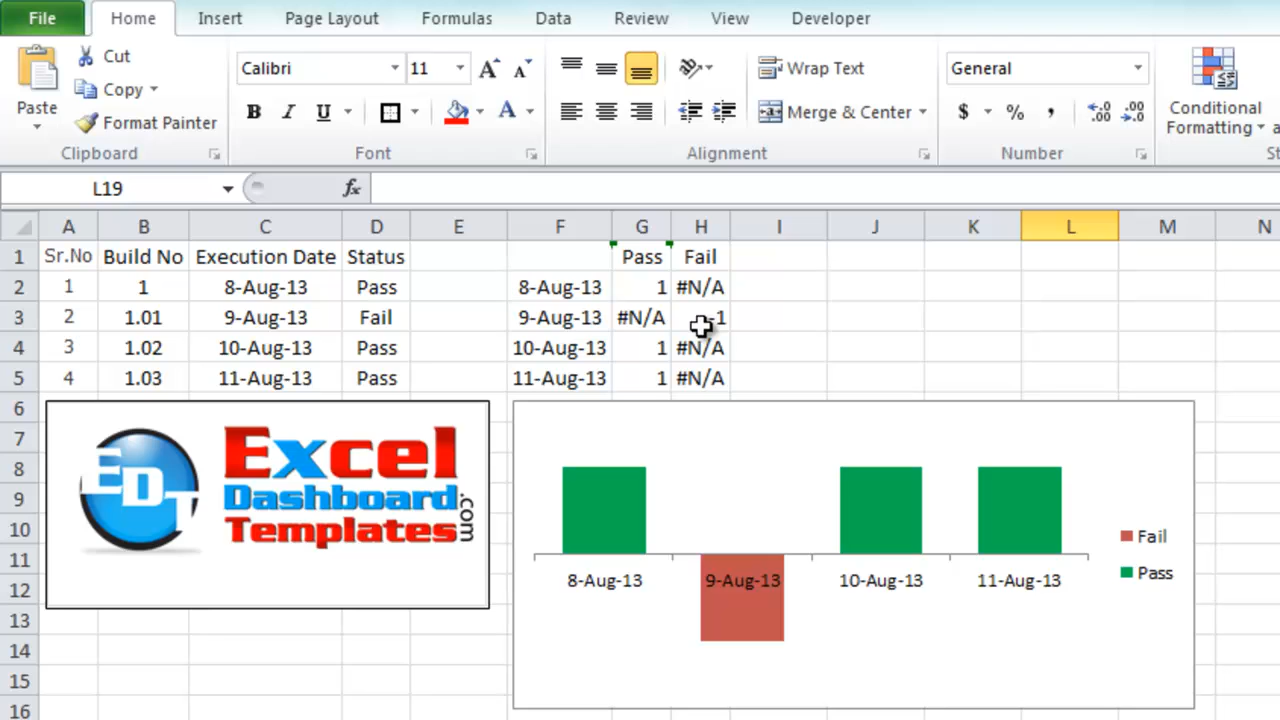 File Home Insert Page Layout Formulas Data Review View Developer
Paste
Cut
Copy
Format Painter
Clipboard
Calibri 11 A A
B I U A
Font
Wrap Text
Merge & Center
Alignment
General
$ % , .0 .00 .00 .0
Number
Conditional
Formatting
L19 fx
A B C D E F G H I J K L M N
1 Sr.No Build No Execution Date Status Pass Fail
2 1 1 8-Aug-13 Pass 8-Aug-13 1 #N/A
3 2 1.01 9-Aug-13 Fail 9-Aug-13 #N/A -1
4 3 1.02 10-Aug-13 Pass 10-Aug-13 1 #N/A
5 4 1.03 11-Aug-13 Pass 11-Aug-13 1 #N/A
6
7
8
9
10
11
12
13
14
15
16
EDT
Excel
Dashboard
Templates
.com
8-Aug-13 9-Aug-13 10-Aug-13 11-Aug-13
Fail
Pass